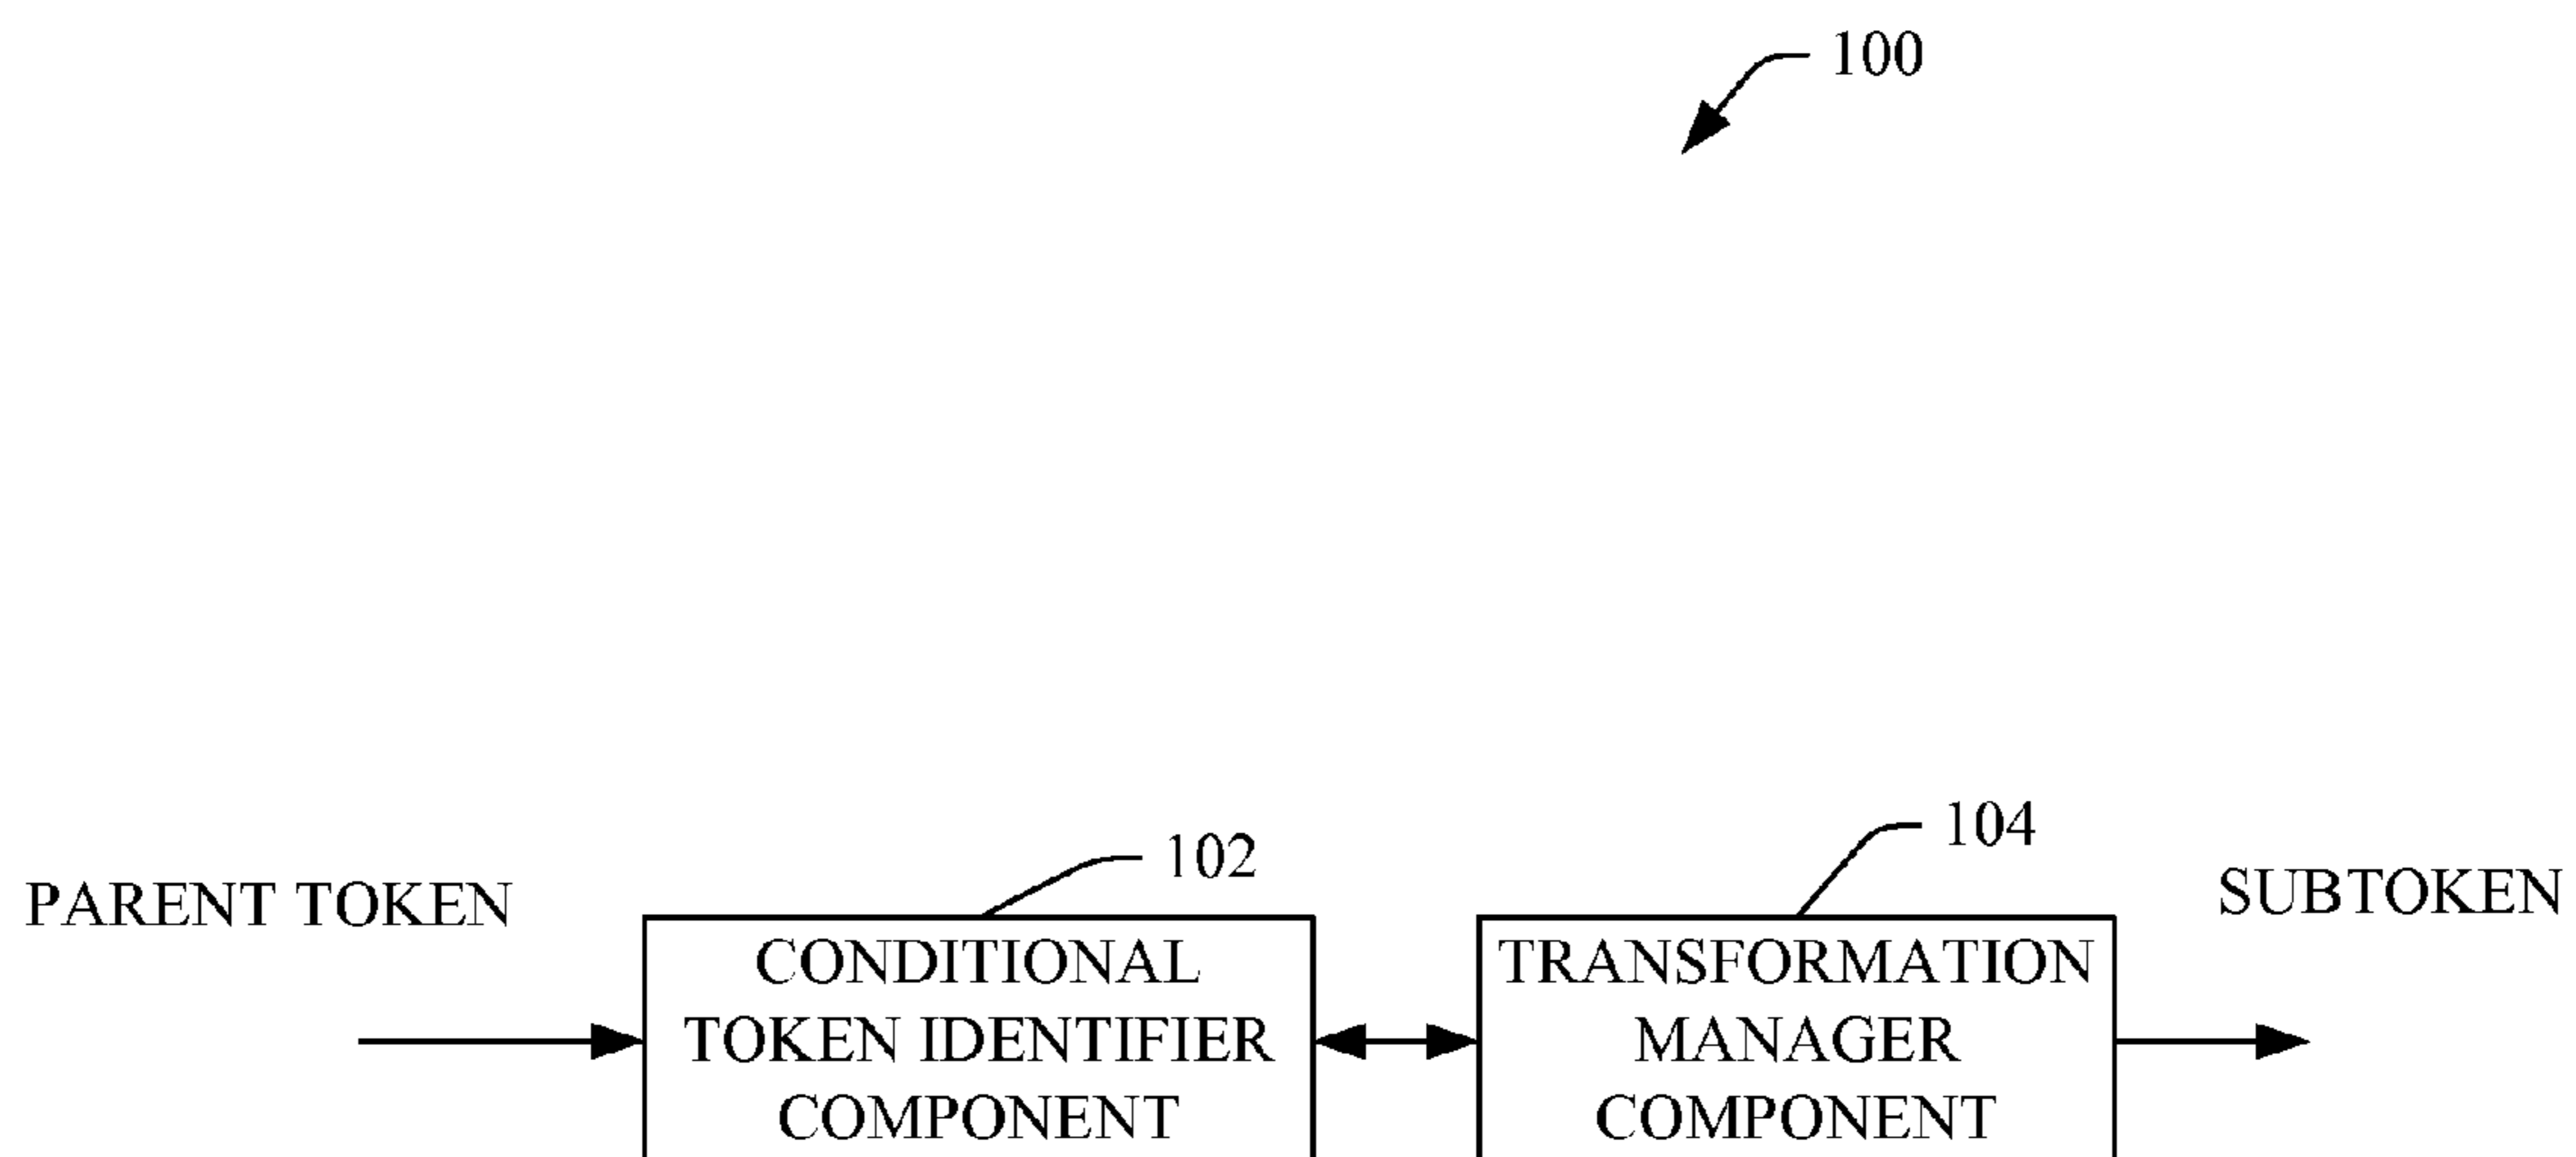 100
102
104
PARENT TOKEN
SUBTOKEN
CONDITIONAL
TOKEN IDENTIFIER
COMPONENT
TRANSFORMATION
MANAGER
COMPONENT